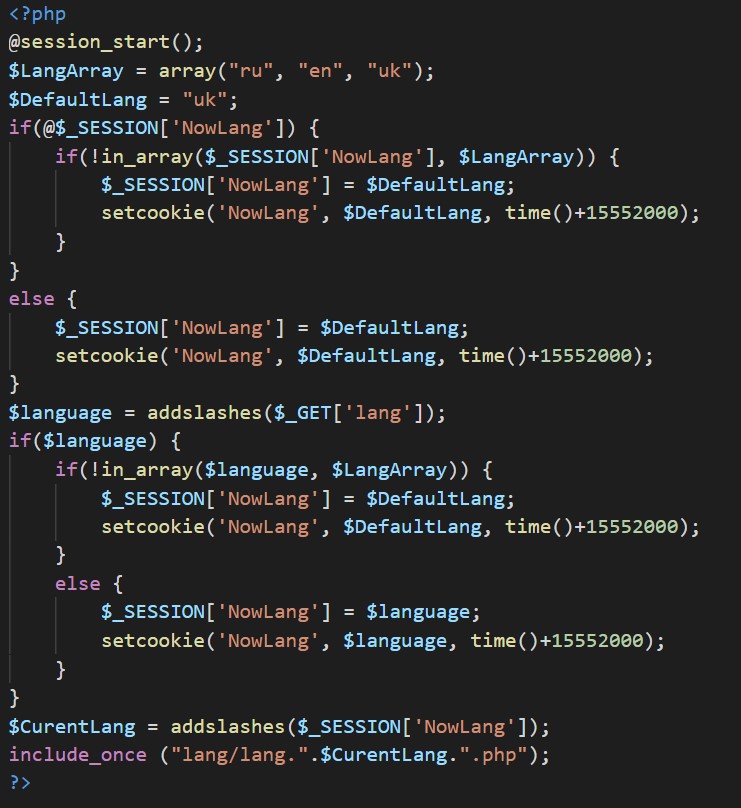 <?php
@session_start();
$LangArray = array("ru", "en", "uk");
$DefaultLang = "uk";
if(@$_SESSION['NowLang']) {
    if(!in_array($_SESSION['NowLang'], $LangArray)) {
        $_SESSION['NowLang'] = $DefaultLang;
        setcookie('NowLang', $DefaultLang, time()+15552000);
    }
}
else {
    $_SESSION['NowLang'] = $DefaultLang;
    setcookie('NowLang', $DefaultLang, time()+15552000);
}
$language = addslashes($_GET['lang']);
if($language) {
    if(!in_array($language, $LangArray)) {
        $_SESSION['NowLang'] = $DefaultLang;
        setcookie('NowLang', $DefaultLang, time()+15552000);
    }
    else {
        $_SESSION['NowLang'] = $language;
        setcookie('NowLang', $language, time()+15552000);
    }
}
$CurentLang = addslashes($_SESSION['NowLang']);
include_once ("lang/lang.".$CurentLang.".php");
?>